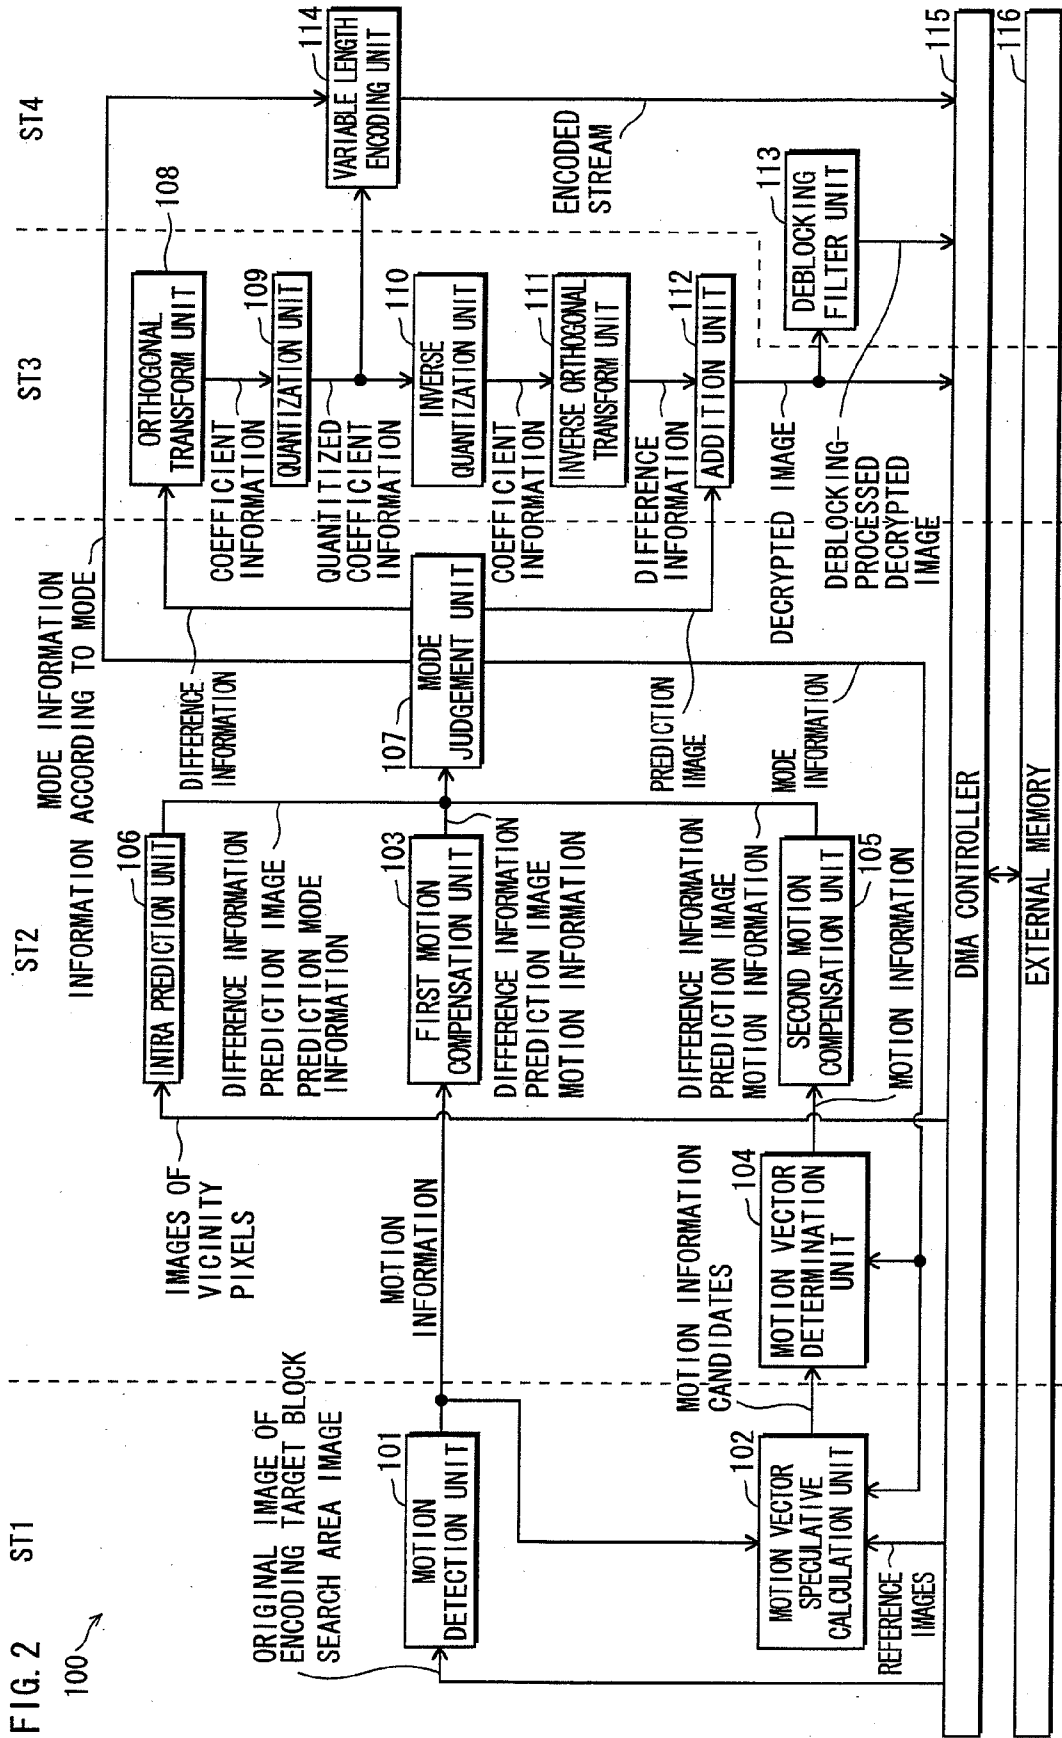 FIG. 2
100
ST1
ST2
ST3
ST4
ORIGINAL IMAGE OF
ENCODING TARGET BLOCK
SEARCH AREA IMAGE
101
MOTION
DETECTION UNIT
102
MOTION VECTOR
SPECULATIVE
CALCULATION UNIT
REFERENCE
IMAGES
MOTION INFORMATION
CANDIDATES
MOTION
INFORMATION
IMAGES OF
VICINITY
PIXELS
104
MOTION VECTOR
DETERMINATION
UNIT
MOTION INFORMATION
MODE INFORMATION
INFORMATION ACCORDING TO MODE
106
INTRA PREDICTION UNIT
DIFFERENCE INFORMATION
PREDICTION IMAGE
PREDICTION MODE
INFORMATION
103
FIRST MOTION
COMPENSATION UNIT
DIFFERENCE INFORMATION
PREDICTION IMAGE
MOTION INFORMATION
DIFFERENCE INFORMATION
PREDICTION IMAGE
MOTION INFORMATION
SECOND MOTION
COMPENSATION UNIT
105
DIFFERENCE
INFORMATION
107
MODE
JUDGEMENT UNIT
PREDICTION
IMAGE
MODE
INFORMATION
108
ORTHOGONAL
TRANSFORM UNIT
COEFFICIENT
INFORMATION
109
QUANTIZATION UNIT
QUANTITIZED
COEFFICIENT
INFORMATION
110
INVERSE
QUANTIZATION UNIT
COEFFICIENT
INFORMATION
111
INVERSE ORTHOGONAL
TRANSFORM UNIT
DIFFERENCE
INFORMATION
112
ADDITION UNIT
DECRYPTED IMAGE
DEBLOCKING-
PROCESSED
DECRYPTED
IMAGE
113
DEBLOCKING
FILTER UNIT
114
VARIABLE LENGTH
ENCODING UNIT
ENCODED
STREAM
DMA CONTROLLER
115
EXTERNAL MEMORY
116